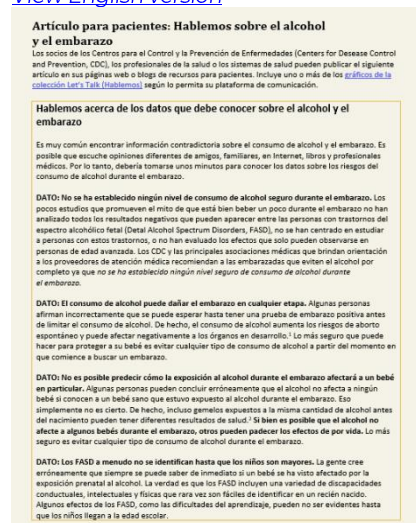 View English version
Artículo para pacientes: Hablemos sobre el alcohol
y el embarazo
Los socios de los Centros para el Control y la Prevención de Enfermedades (Centers for Desease Control
and Prevention, CDC), los profesionales de la salud o los sistemas de salud pueden publicar el siguiente
artículo en sus páginas web o blogs de recursos para pacientes. Incluye uno o más de los gráficos de la
colección Let's Talk (Hablemos) según lo permita su plataforma de comunicación.
Hablemos acerca de los datos que debe conocer sobre el alcohol y el
embarazo
Es muy común encontrar información contradictoria sobre el consumo de alcohol y el embarazo. Es
posible que escuche opiniones diferentes de amigos, familiares, en Internet, libros y profesionales
médicos. Por lo tanto, debería tomarse unos minutos para conocer los datos sobre los riesgos del
consumo de alcohol durante el embarazo.
DATO: No se ha establecido ningún nivel de consumo de alcohol seguro durante el embarazo. Los
pocos estudios que promueven el mito de que está bien beber un poco durante el embarazo no han
analizado todos los resultados negativos que pueden aparecer entre las personas con trastornos del
espectro alcohólico fetal (Detal Alcohol Spectrum Disorders, FASD), no se han centrado en estudiar
a personas con estos trastornos, o no han evaluado los efectos que solo pueden observarse en
personas de edad avanzada. Los CDC y las principales asociaciones médicas que brindan orientación
a los proveedores de atención médica recomiendan a las embarazadas que eviten el alcohol por
completo ya que no se ha establecido ningún nivel seguro de consumo de alcohol durante
el embarazo.
DATO: El consumo de alcohol puede dañar el embarazo en cualquier etapa. Algunas personas
afirman incorrectamente que se puede esperar hasta tener una prueba de embarazo positiva antes
de limitar el consumo de alcohol. De hecho, el consumo de alcohol aumenta los riesgos de aborto
espontáneo y puede afectar negativamente a los órganos en desarrollo.¹ Lo más seguro que puede
hacer para proteger a su bebé es evitar cualquier tipo de consumo de alcohol a partir del momento en
que comience a buscar un embarazo.
DATO: No es posible predecir cómo la exposición al alcohol durante el embarazo afectará a un bebé
en particular. Algunas personas pueden concluir erróneamente que el alcohol no afecta a ningún
bebé si conocen a un bebé sano que estuvo expuesto al alcohol durante el embarazo. Eso
simplemente no es cierto. De hecho, incluso gemelos expuestos a la misma cantidad de alcohol antes
del nacimiento pueden tener diferentes resultados de salud.² Si bien es posible que el alcohol no
afecte a algunos bebés durante el embarazo, otros pueden padecer los efectos de por vida. Lo más
seguro es evitar cualquier tipo de consumo de alcohol durante el embarazo.
DATO: Los FASD a menudo no se identifican hasta que los niños son mayores. La gente cree
erróneamente que siempre se puede saber de inmediato si un bebé se ha visto afectado por la
exposición prenatal al alcohol. La verdad es que los FASD incluyen una variedad de discapacidades
conductuales, intelectuales y físicas que rara vez son fáciles de identificar en un recién nacido.
Algunos efectos de los FASD, como las dificultades del aprendizaje, pueden no ser evidentes hasta
que los niños llegan a la edad escolar.